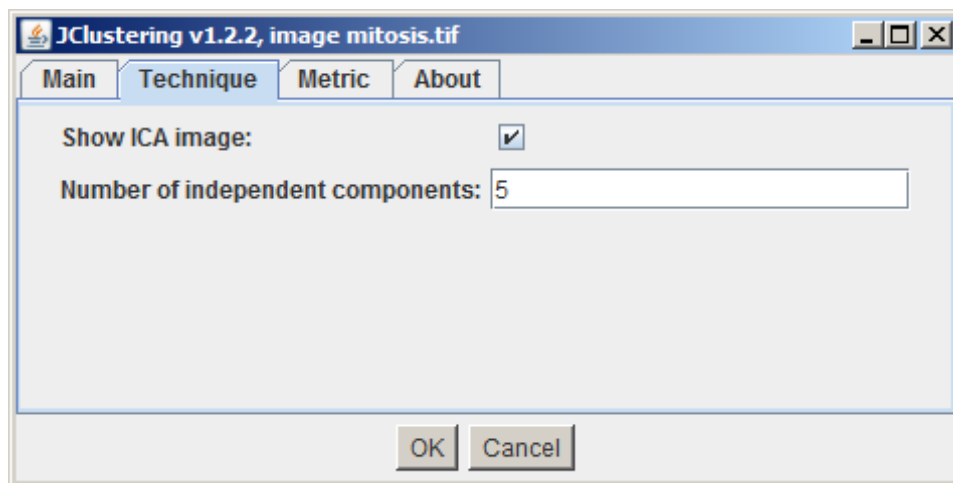 JClustering v1.2.2, image mitosis.tif
Main Technique Metric About
Show ICA image:
Number of independent components: 5
OK Cancel